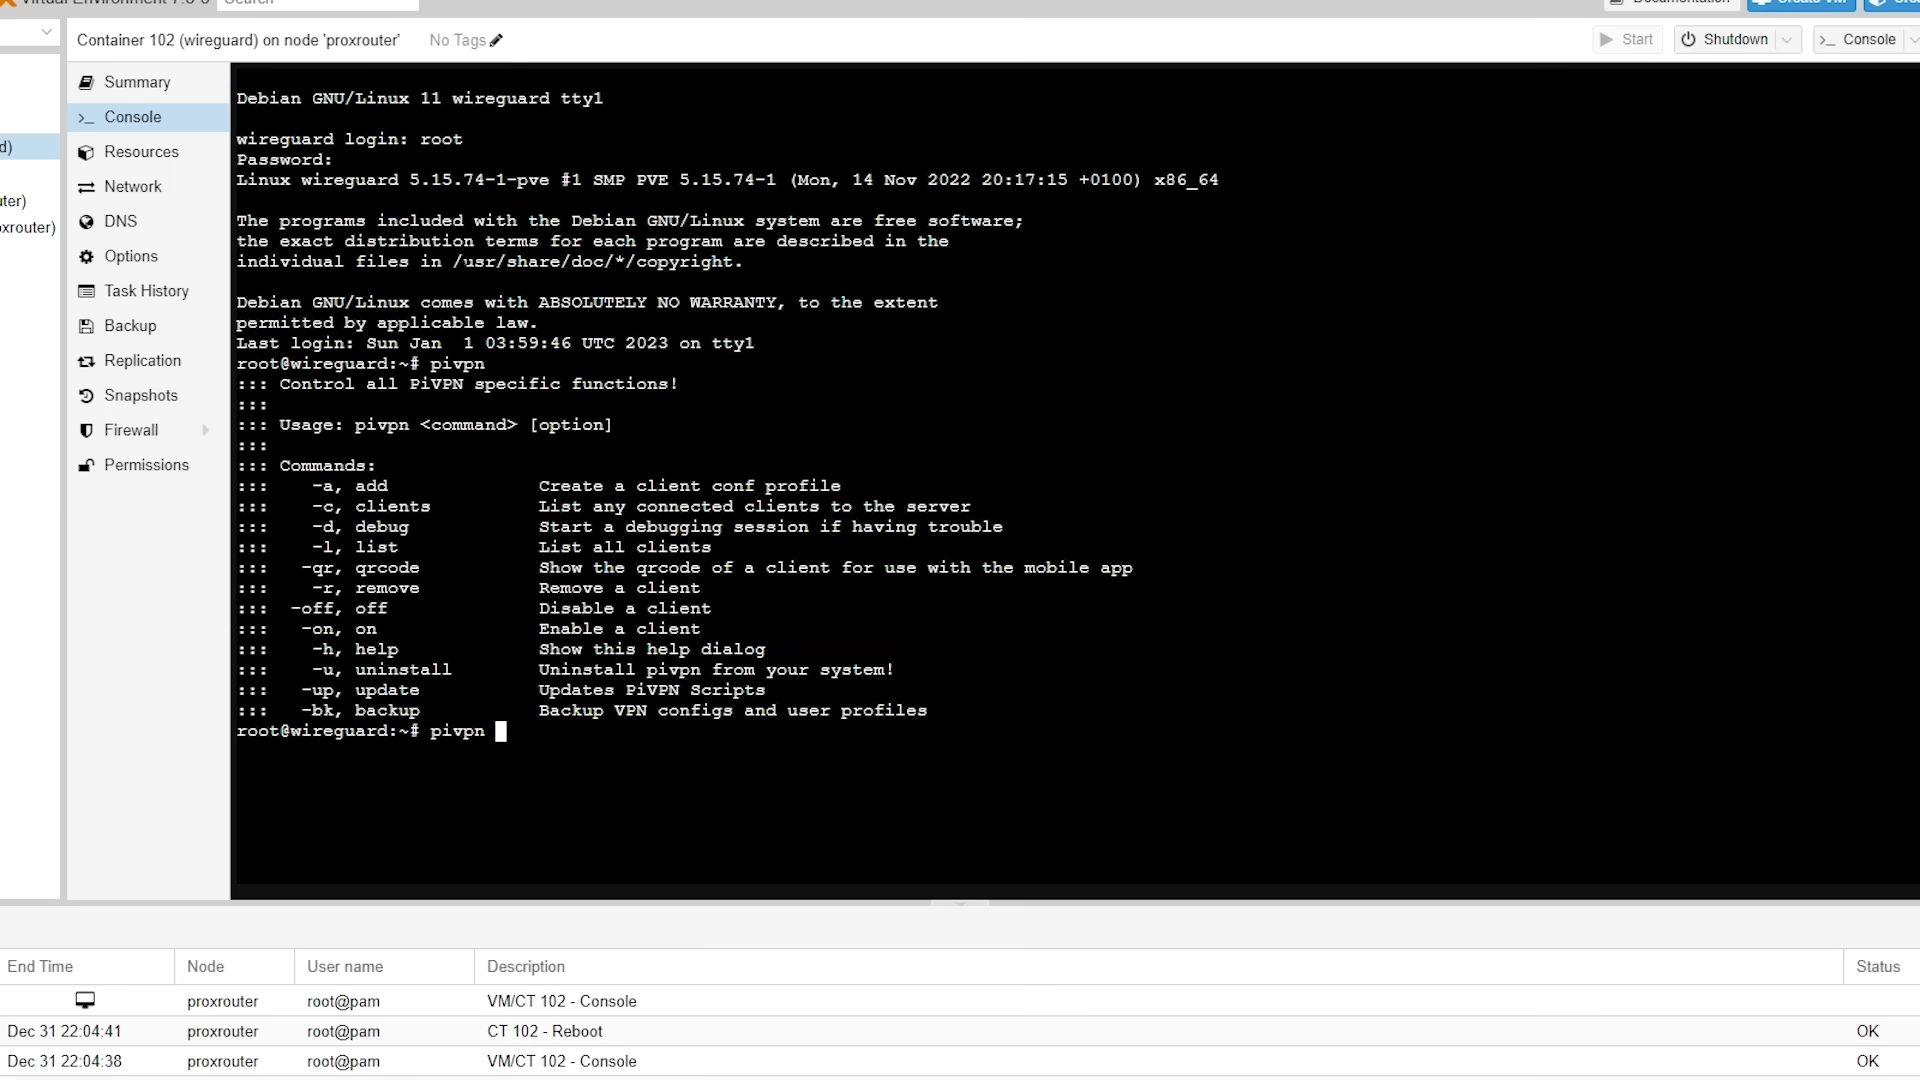 Virtual Environment
Search
Documentation
Create VM
Container 102 (wireguard) on node 'proxrouter'
No Tags
Start
Shutdown
Console
d)
uter)
oxrouter)
Summary
Console
Resources
Network
DNS
Options
Task History
Backup
Replication
Snapshots
Firewall
Permissions
Debian GNU/Linux 11 wireguard tty1
wireguard login: root
Password:
Linux wireguard 5.15.74-1-pve #1 SMP PVE 5.15.74-1 (Mon, 14 Nov 2022 20:17:15 +0100) x86_64
The programs included with the Debian GNU/Linux system are free software;
the exact distribution terms for each program are described in the
individual files in /usr/share/doc/*/copyright.
Debian GNU/Linux comes with ABSOLUTELY NO WARRANTY, to the extent
permitted by applicable law.
Last login: Sun Jan  1 03:59:46 UTC 2023 on tty1
root@wireguard:~# pivpn
::: Control all PiVPN specific functions!
:::
::: Usage: pivpn <command> [option]
:::
::: Commands:
:::    -a, add              Create a client conf profile
:::    -c, clients          List any connected clients to the server
:::    -d, debug            Start a debugging session if having trouble
:::    -l, list             List all clients
:::   -qr, qrcode           Show the qrcode of a client for use with the mobile app
:::    -r, remove           Remove a client
:::  -off, off              Disable a client
:::   -on, on               Enable a client
:::    -h, help             Show this help dialog
:::    -u, uninstall        Uninstall pivpn from your system!
:::   -up, update           Updates PiVPN Scripts
:::   -bk, backup           Backup VPN configs and user profiles
root@wireguard:~# pivpn
End Time Node User name Description Status
proxrouter root@pam VM/CT 102 - Console
Dec 31 22:04:41 proxrouter root@pam CT 102 - Reboot OK
Dec 31 22:04:38 proxrouter root@pam VM/CT 102 - Console OK